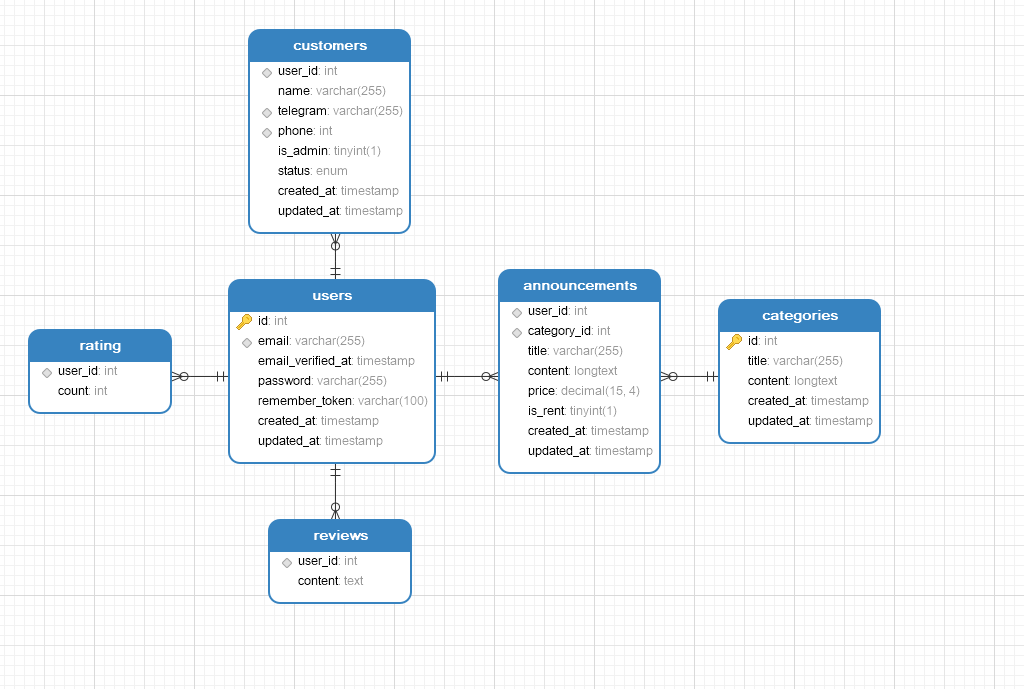 customers
user_id: int
name: varchar(255)
telegram: varchar(255)
phone: int
is_admin: tinyint(1)
status: enum
created_at: timestamp
updated_at: timestamp
users
id: int
email: varchar(255)
email_verified_at: timestamp
password: varchar(255)
remember_token: varchar(100)
created_at: timestamp
updated_at: timestamp
announcements
user_id: int
category_id: int
title: varchar(255)
content: longtext
price: decimal(15, 4)
is_rent: tinyint(1)
created_at: timestamp
updated_at: timestamp
categories
id: int
title: varchar(255)
content: longtext
created_at: timestamp
updated_at: timestamp
rating
user_id: int
count: int
reviews
user_id: int
content: text